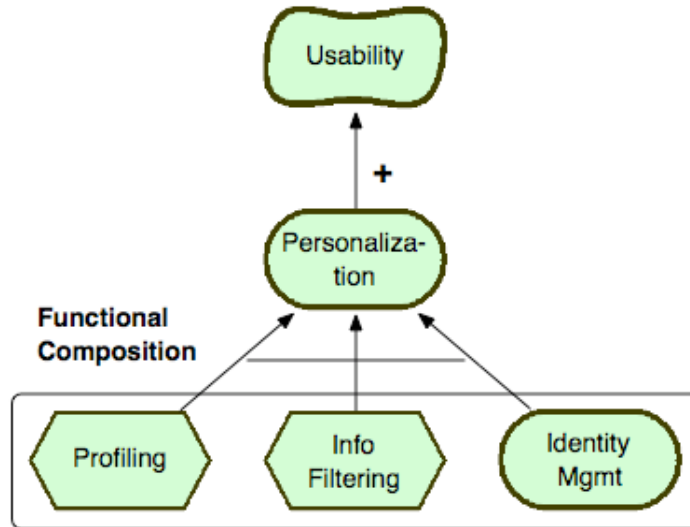 Usability
+
Personaliza-
tion
Functional
Composition
Profiling
Info
Filtering
Identity
Mgmt